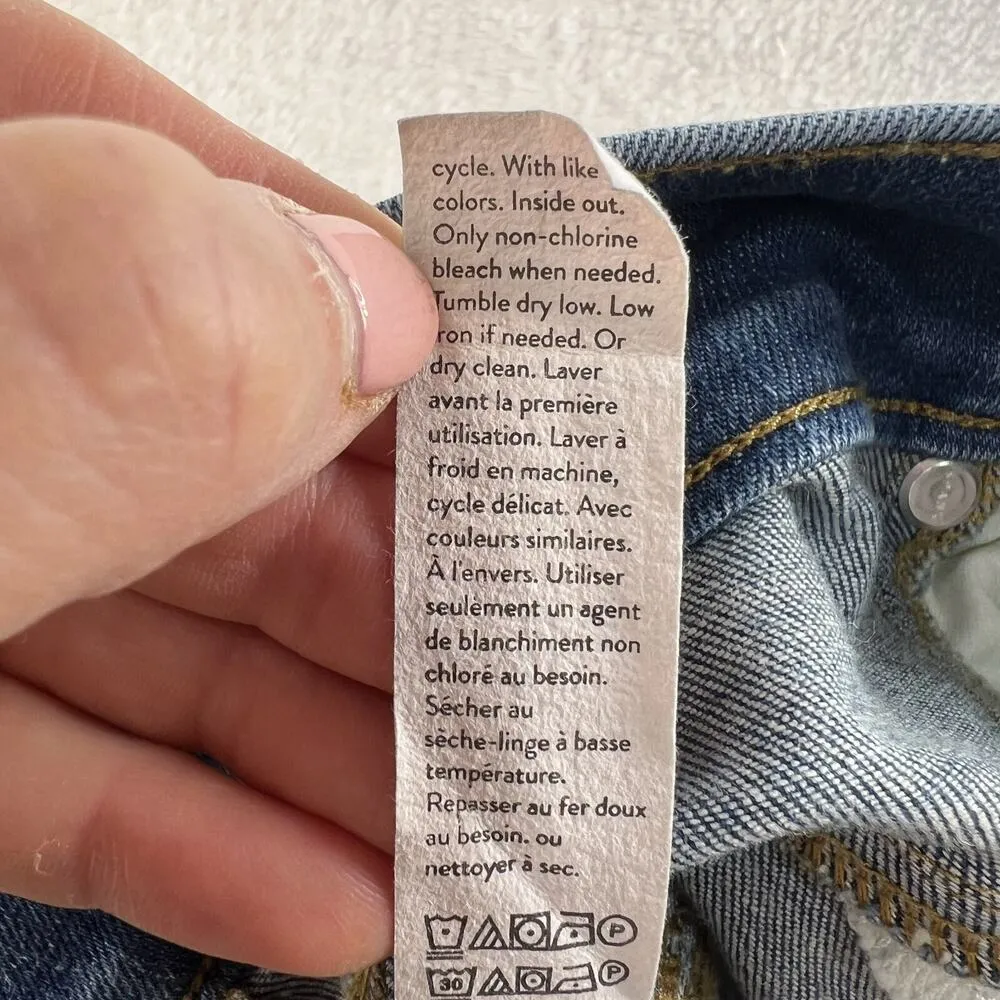 cycle. With like
colors. Inside out.
Only non-chlorine
bleach when needed.
Tumble dry low. Low
ron if needed. Or
dry clean. Laver
avant la première
utilisation. Laver à
froid en machine,
cycle délicat. Avec
couleurs similaires.
À l'envers. Utiliser
seulement un agent
de blanchiment non
chloré au besoin.
Sécher au
sèche-linge à basse
température.
Repasser au fer doux
au besoin. ou
nettoyer à sec.
P
30 P